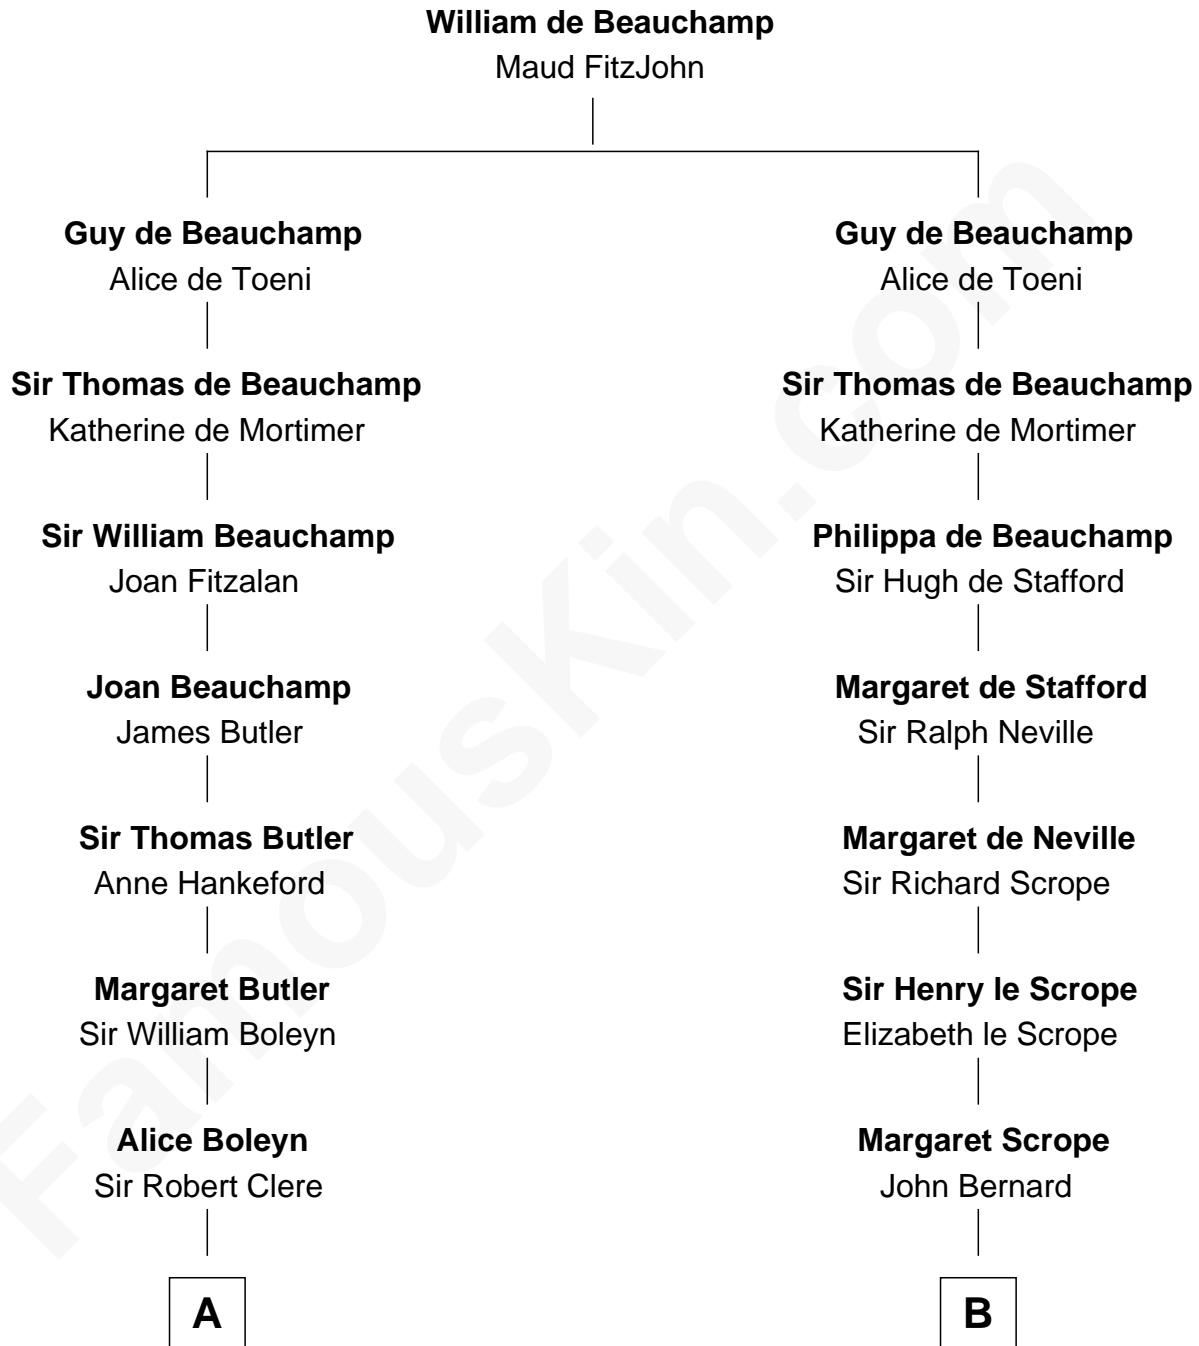 William de Beauchamp
Maud FitzJohn
Guy de Beauchamp
Alice de Toeni
Guy de Beauchamp
Alice de Toeni
Sir Thomas de Beauchamp
Katherine de Mortimer
Sir Thomas de Beauchamp
Katherine de Mortimer
Sir William Beauchamp
Joan Fitzalan
Philippa de Beauchamp
Sir Hugh de Stafford
Joan Beauchamp
James Butler
Margaret de Stafford
Sir Ralph Neville
Sir Thomas Butler
Anne Hankeford
Margaret de Neville
Sir Richard Scrope
Margaret Butler
Sir William Boleyn
Sir Henry le Scrope
Elizabeth le Scrope
Alice Boleyn
Sir Robert Clere
Margaret Scrope
John Bernard
A
B
FamousKin.com